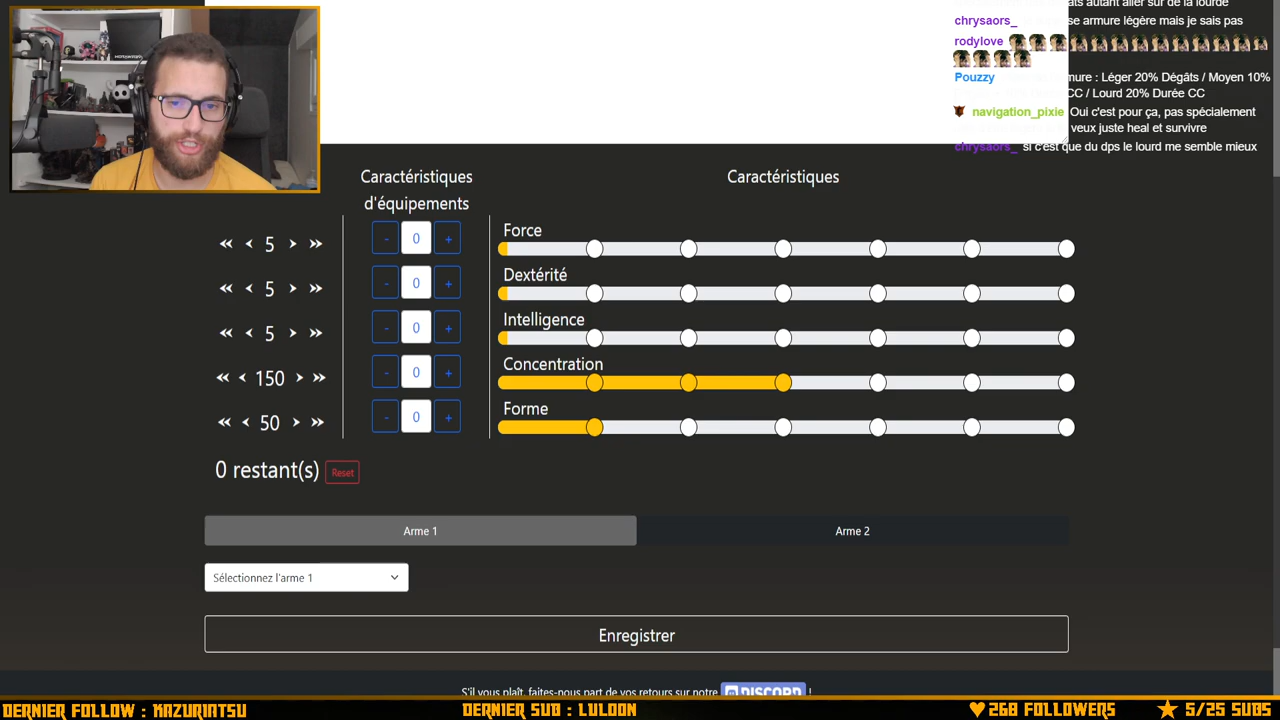 chrysaors_ se armure légère mais je sais pas
rodylove
Pouzzy rmure : Léger 20% Dégâts / Moyen 10%
CC / Lourd 20% Durée CC
navigation_pixie Oui c'est pour ça, pas spécialement
veux juste heal et survivre
chrysaors_ si c'est que du dps le lourd me semble mieux
Caractéristiques
d'équipements
Caractéristiques
5 - 0 + Force
5 - 0 + Dextérité
5 - 0 + Intelligence
150 - 0 + Concentration
50 - 0 + Forme
0 restant(s) Reset
Arme 1 Arme 2
Sélectionnez l'arme 1
Enregistrer
S'il vous plaît, faites-nous part de vos retours sur notre DISCORD !
DERNIER FOLLOW : KAZURIATSU DERNIER SUB : LULOON 268 FOLLOWERS 5/25 SUBS